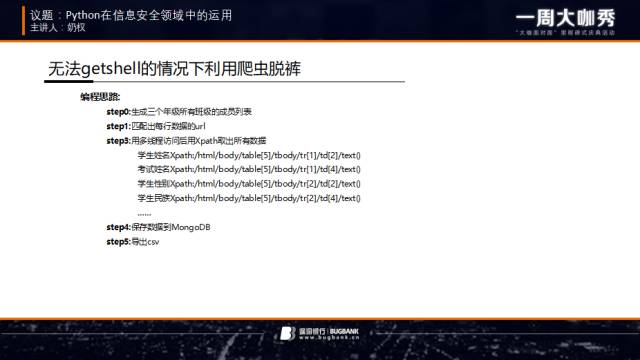 议题：Python在信息安全领域中的运用
主讲人：奶权
一周大咖秀
"大咖面对面"里程碑式庆典活动
无法getshell的情况下利用爬虫脱裤
编程思路:
step0:生成三个年级所有班级的成员列表
step1:匹配出每行数据的url
step3:用多线程访问后用Xpath取出所有数据
学生姓名Xpath:/html/body/table[5]/tbody/tr[1]/td[2]/text()
考试姓名Xpath:/html/body/table[5]/tbody/tr[1]/td[4]/text()
学生性别Xpath:/html/body/table[5]/tbody/tr[2]/td[2]/text()
学生民族Xpath:/html/body/table[5]/tbody/tr[2]/td[4]/text()
......
step4:保存数据到MongoDB
step5:导出csv
漏洞银行 BUGBANK
www.bugbank.cn